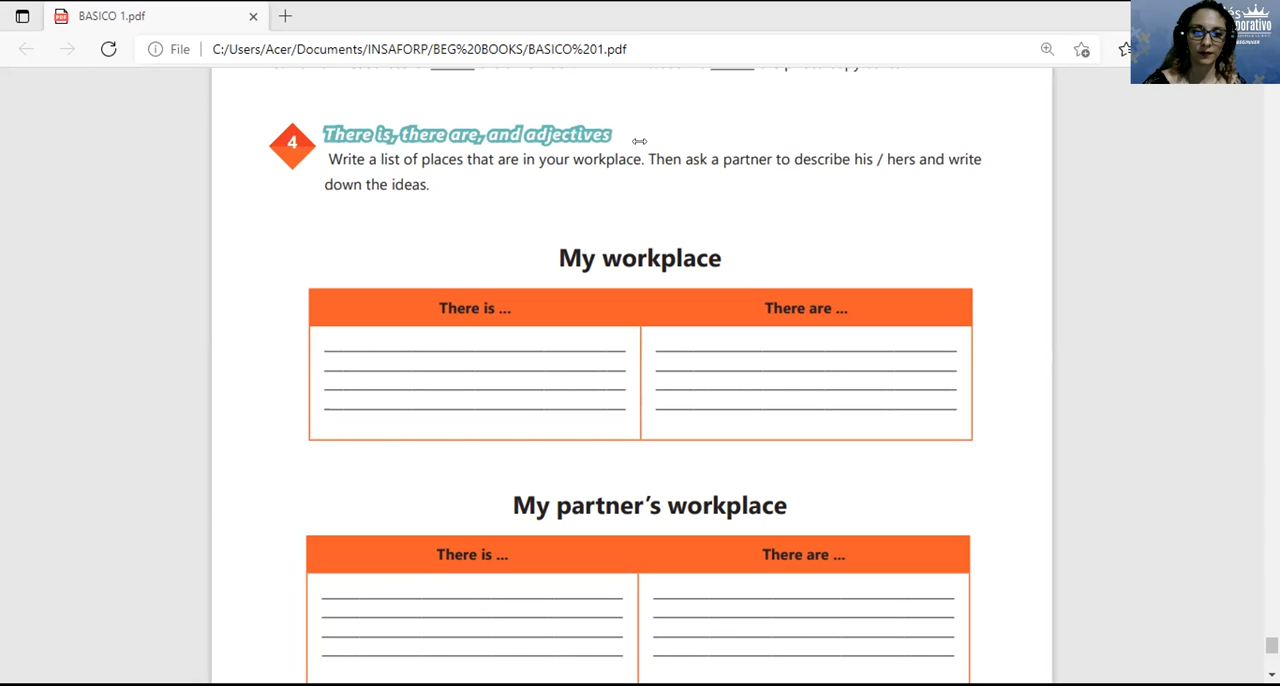 BASICO 1.pdf
File
C:/Users/Acer/Documents/INSAFORP/BEG%20BOOKS/BASICO%201.pdf
BEGINNER
4
There is, there are, and adjectives
Write a list of places that are in your workplace. Then ask a partner to describe his / hers and write
down the ideas.
My workplace
There is ...
There are ...
My partner’s workplace
There is ...
There are ...